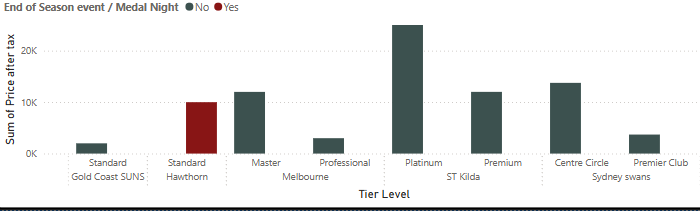 End of Season event / Medal Night No Yes
Sum of Price after tax
20K
10K
0K
Standard Standard Master Professional Platinum Premium Centre Circle Premier Club
Gold Coast SUNS Hawthorn Melbourne ST Kilda Sydney swans
Tier Level